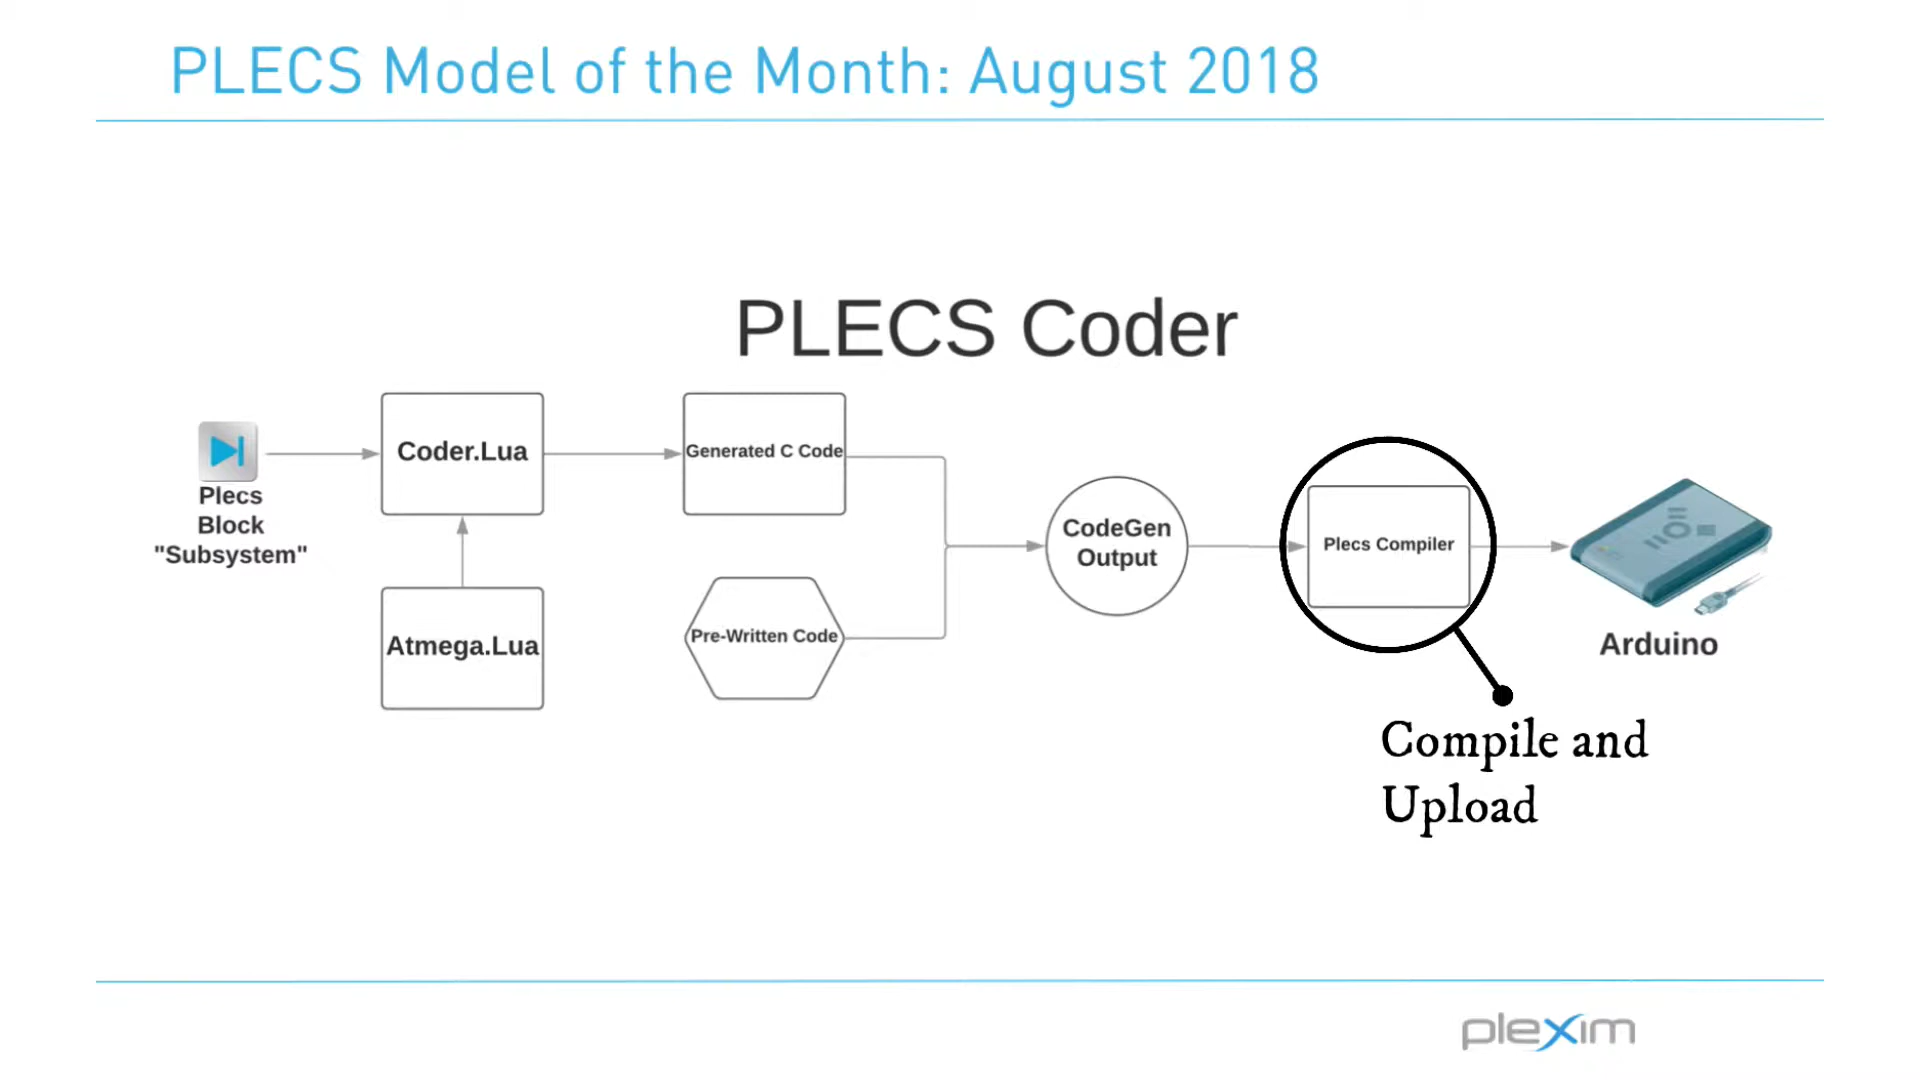 PLECS Model of the Month: August 2018
PLECS Coder
Plecs
Block
"Subsystem"
Coder.Lua
Atmega.Lua
Generated C Code
Pre-Written Code
CodeGen
Output
Plecs Compiler
Arduino
Compile and
Upload
plexim